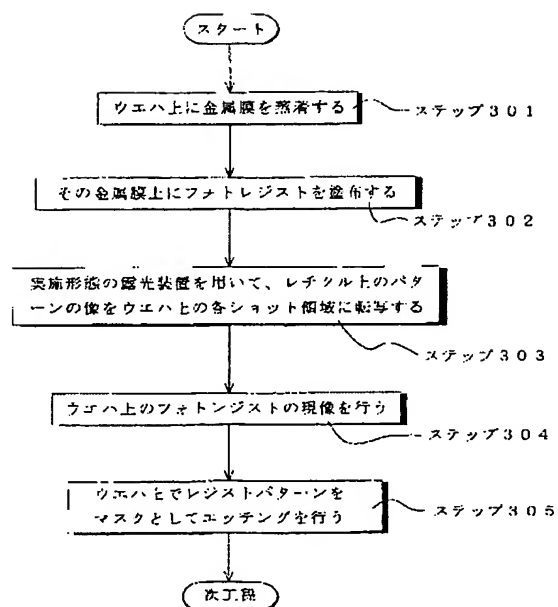 スタート
ウエハ上に金属膜を蒸着する
ステップ301
その金属膜上にフォトレジストを塗布する
ステップ302
実施形態の露光装置を用いて、レチクル上のパタ
ーンの像をウエハ上の各ショット領域に転写する
ステップ303
ウエハ上のフォトレジストの現像を行う
ステップ304
ウエハ上でレジストパターンを
マスクとしてエッチングを行う
ステップ305
次工程